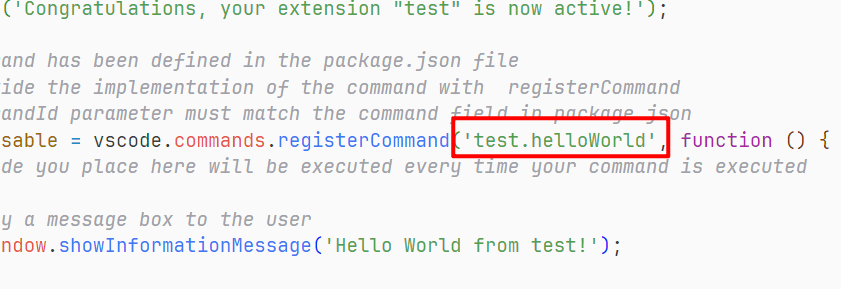 ('Congratulations, your extension "test" is now active!');
and has been defined in the package.json file
ide the implementation of the command with  registerCommand
andId parameter must match the command field in package.json
sable = vscode.commands.registerCommand('test.helloWorld', function () {
de you place here will be executed every time your command is executed
y a message box to the user
ndow.showInformationMessage('Hello World from test!');